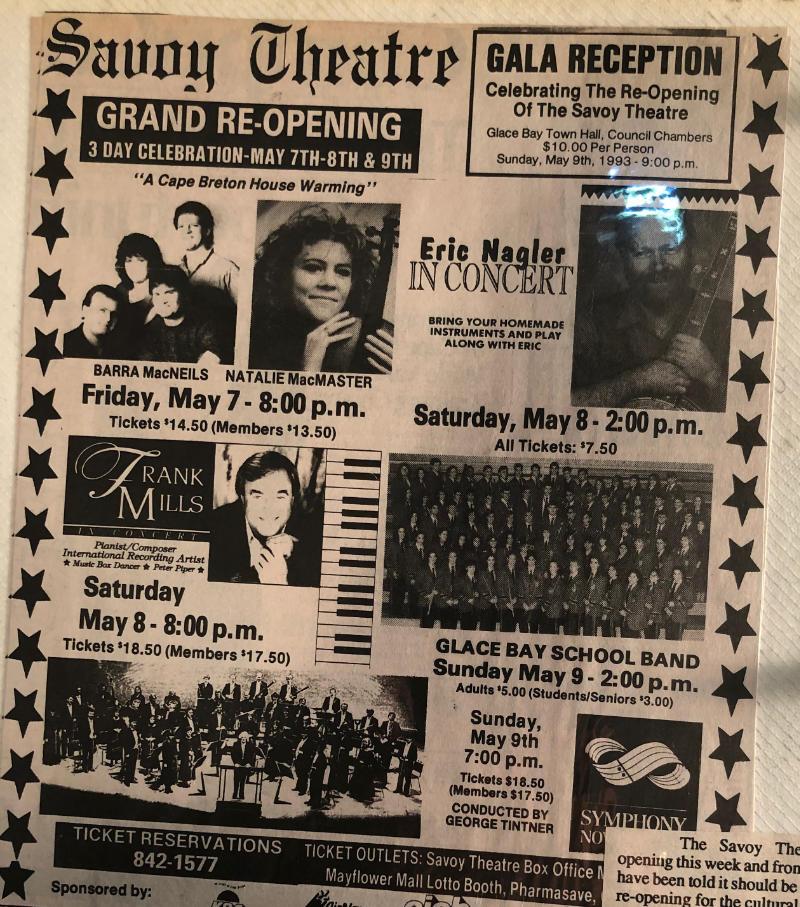 Savoy Theatre
GRAND RE-OPENING
3 DAY CELEBRATION-MAY 7TH-8TH & 9TH
"A Cape Breton House Warming"
GALA RECEPTION
Celebrating The Re-Opening
Of The Savoy Theatre
Glace Bay Town Hall, Council Chambers
$10.00 Per Person
Sunday, May 9th, 1993 - 9:00 p.m.
BARRA MacNEILS NATALIE MacMASTER
Friday, May 7 - 8:00 p.m.
Tickets $14.50 (Members $13.50)
Eric Nagler
IN CONCERT
BRING YOUR HOMEMADE
INSTRUMENTS AND PLAY
ALONG WITH ERIC
Saturday, May 8 - 2:00 p.m.
All Tickets: $7.50
FRANK
MILLS
IN CONCERT
Pianist/Composer
International Recording Artist
★ Music Box Dancer ★ Peter Piper ★
Saturday
May 8 - 8:00 p.m.
Tickets $18.50 (Members $17.50)
GLACE BAY SCHOOL BAND
Sunday May 9 - 2:00 p.m.
Adults $5.00 (Students/Seniors $3.00)
Sunday,
May 9th
7:00 p.m.
Tickets $18.50
(Members $17.50)
CONDUCTED BY
GEORGE TINTNER
SYMPHONY
NO
TICKET RESERVATIONS
842-1577
TICKET OUTLETS: Savoy Theatre Box Office
Mayflower Mall Lotto Booth, Pharmasave,
Sponsored by:
The Savoy The
opening this week and from
have been told it should be
re-opening for the cultural